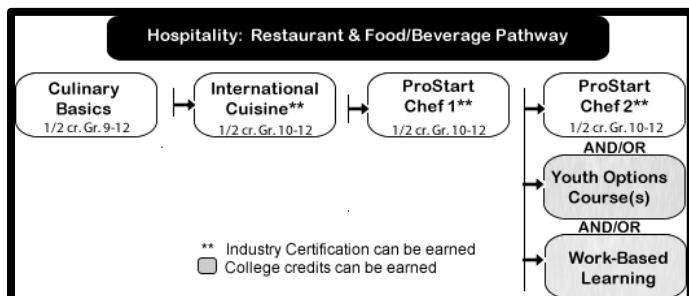 Hospitality: Restaurant & Food/Beverage Pathway
Culinary
Basics
1/2 cr. Gr. 9-12
International
Cuisine**
1/2 cr. Gr. 10-12
ProStart
Chef 1**
1/2 cr. Gr. 10-12
ProStart
Chef 2**
1/2 cr. Gr. 10-12
AND/OR
Youth Options
Course(s)
AND/OR
Work-Based
Learning
** Industry Certification can be earned
College credits can be earned